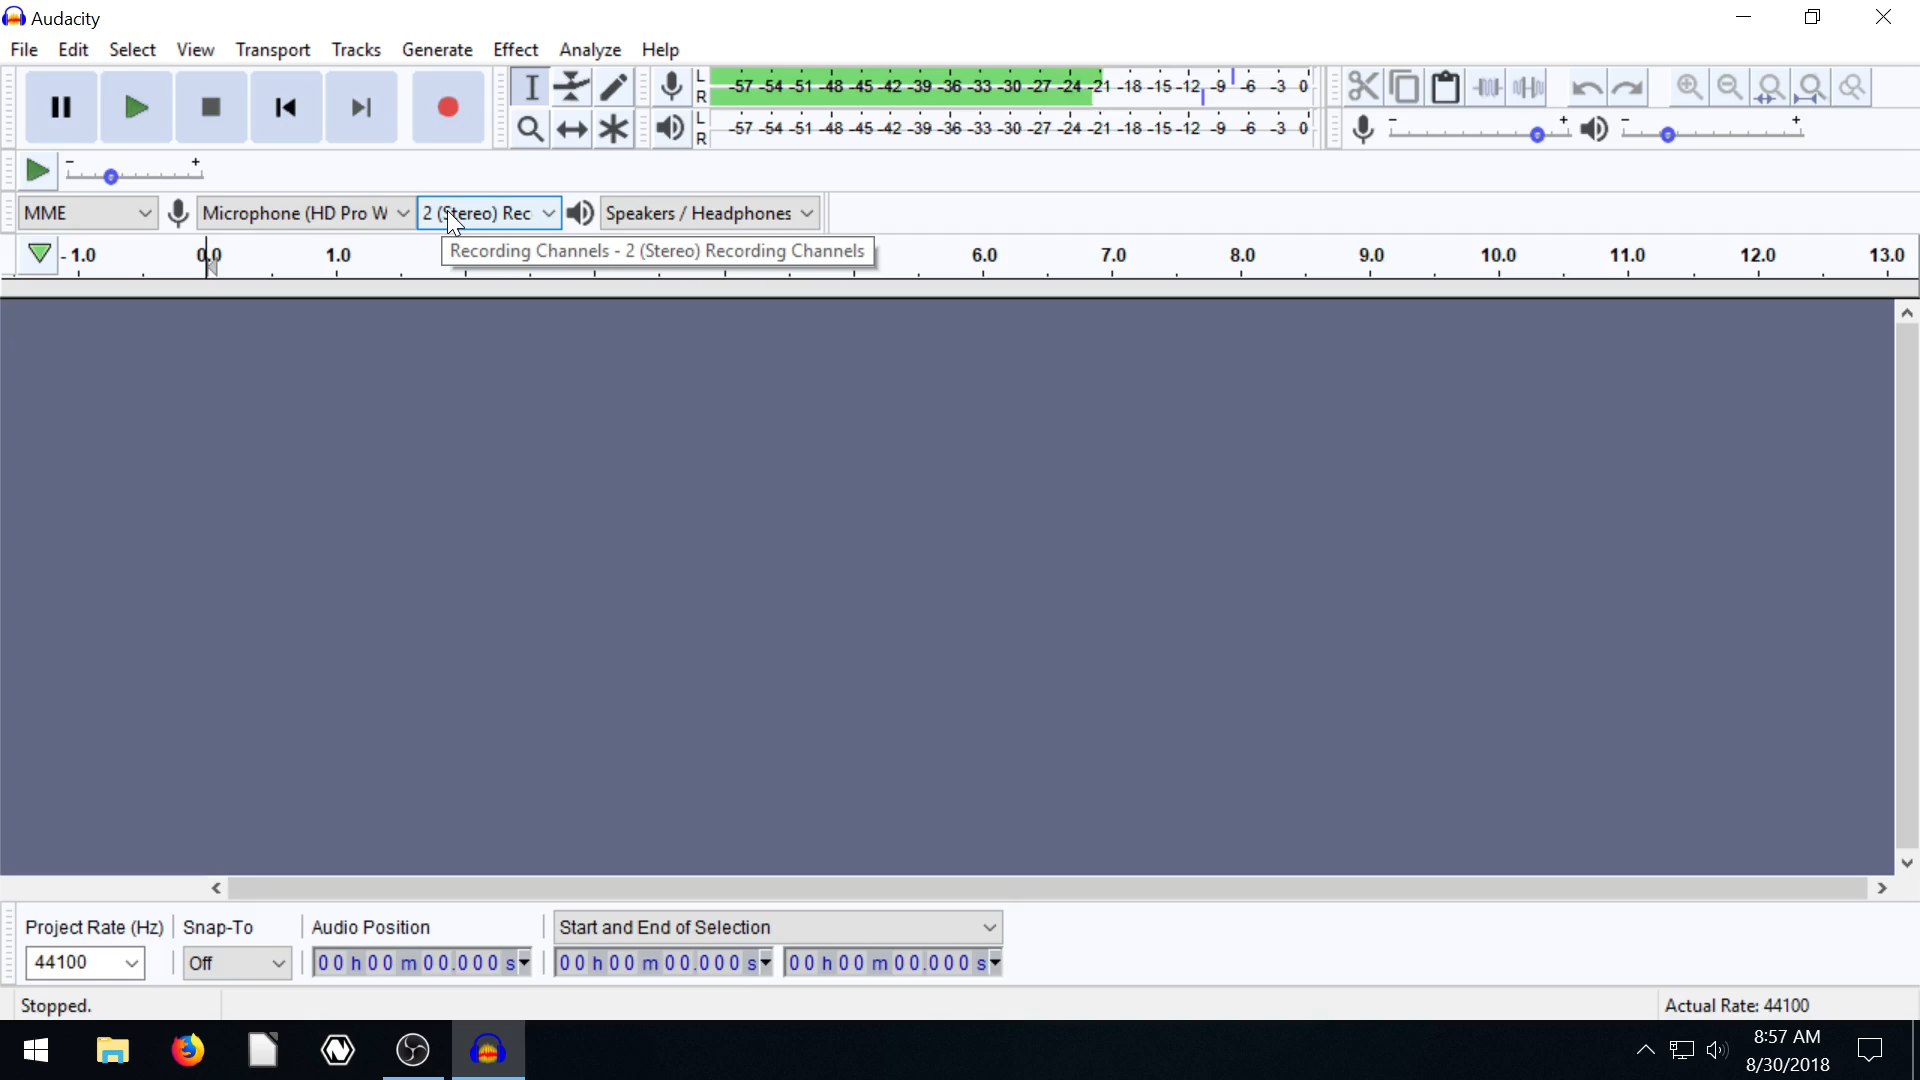 Audacity
File Edit Select View Transport Tracks Generate Effect Analyze Help
L
R
-57 -54 -51 -48 -45 -42 -39 -36 -33 -30 -27 -24 -21 -18 -15 -12 -9 -6 -3 0
L
R
-57 -54 -51 -48 -45 -42 -39 -36 -33 -30 -27 -24 -21 -18 -15 -12 -9 -6 -3 0
- + - +
- +
MME Microphone (HD Pro W 2 (Stereo) Rec Speakers / Headphones
Recording Channels - 2 (Stereo) Recording Channels
-1.0 0.0 1.0 6.0 7.0 8.0 9.0 10.0 11.0 12.0 13.0
Project Rate (Hz) Snap-To Audio Position Start and End of Selection
44100 Off 00 h 00 m 00.000 s 00 h 00 m 00.000 s 00 h 00 m 00.000 s
Stopped. Actual Rate: 44100
8:57 AM
8/30/2018